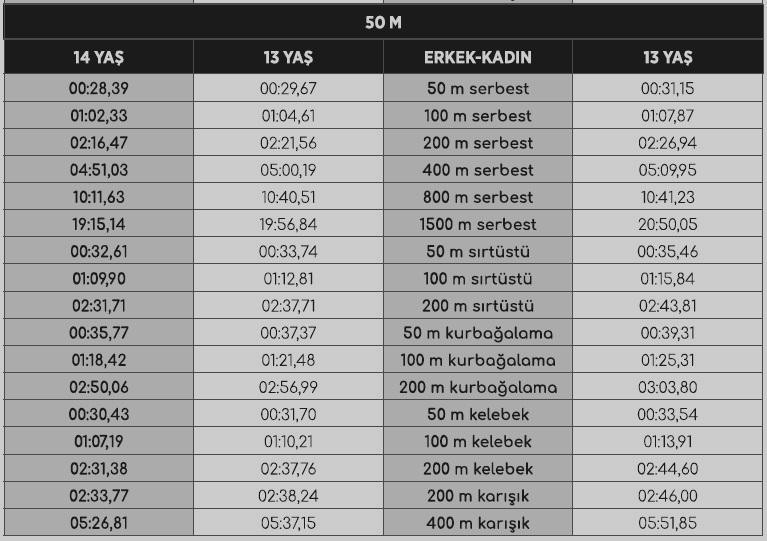 50 M
14 YAŞ 13 YAŞ ERKEK-KADIN 13 YAŞ
00:28,39 00:29,67 50 m serbest 00:31,15
01:02,33 01:04,61 100 m serbest 01:07,87
02:16,47 02:21,56 200 m serbest 02:26,94
04:51,03 05:00,19 400 m serbest 05:09,95
10:11,63 10:40,51 800 m serbest 10:41,23
19:15,14 19:56,84 1500 m serbest 20:50,05
00:32,61 00:33,74 50 m sırtüstü 00:35,46
01:09,90 01:12,81 100 m sırtüstü 01:15,84
02:31,71 02:37,71 200 m sırtüstü 02:43,81
00:35,77 00:37,37 50 m kurbağalama 00:39,31
01:18,42 01:21,48 100 m kurbağalama 01:25,31
02:50,06 02:56,99 200 m kurbağalama 03:03,80
00:30,43 00:31,70 50 m kelebek 00:33,54
01:07,19 01:10,21 100 m kelebek 01:13,91
02:31,38 02:37,76 200 m kelebek 02:44,60
02:33,77 02:38,24 200 m karışık 02:46,00
05:26,81 05:37,15 400 m karışık 05:51,85